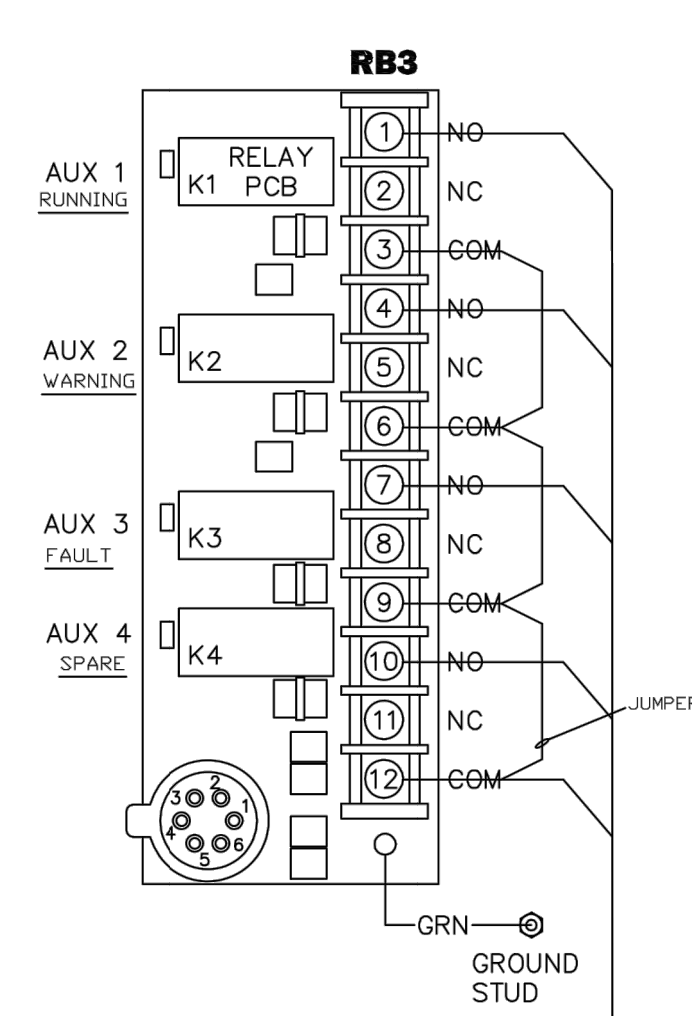 RB3
AUX 1
RUNNING
K1
RELAY
PCB
1 NO
2 NC
3 COM
AUX 2
WARNING
K2
4 NO
5 NC
6 COM
AUX 3
FAULT
K3
7 NO
8 NC
9 COM
AUX 4
SPARE
K4
10 NO
11 NC
JUMPER
12 COM
2
3
1
4
5
6
GRN
GROUND
STUD